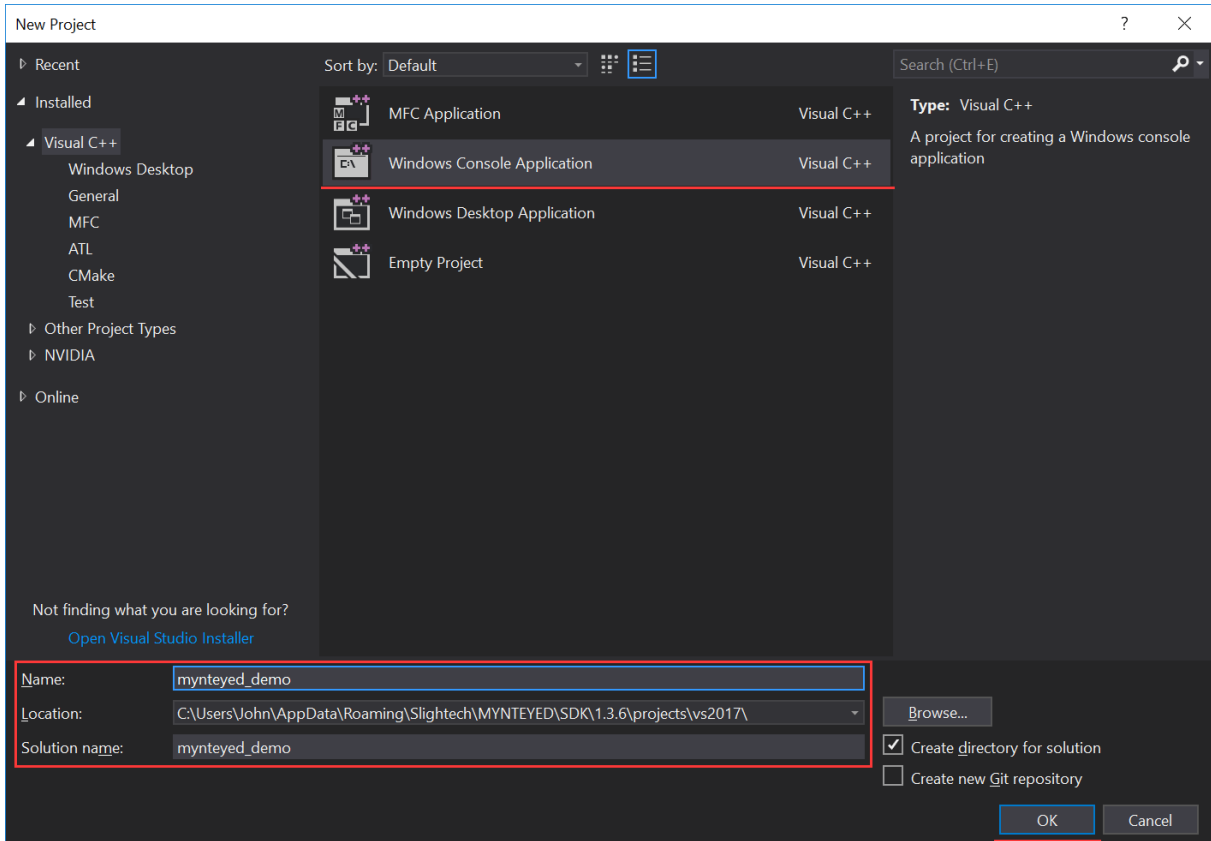 New Project
Recent
Installed
Visual C++
Windows Desktop
General
MFC
ATL
CMake
Test
Other Project Types
NVIDIA
Online
Not finding what you are looking for?
Open Visual Studio Installer
Sort by: Default
MFC Application Visual C++
Windows Console Application Visual C++
Windows Desktop Application Visual C++
Empty Project Visual C++
Search (Ctrl+E)
Type: Visual C++
A project for creating a Windows console
application
Name: mynteyed_demo
Location: C:\Users\John\AppData\Roaming\Slightech\MYNTEYED\SDK\1.3.6\projects\vs2017\
Solution name: mynteyed_demo
Browse...
Create directory for solution
Create new Git repository
OK Cancel